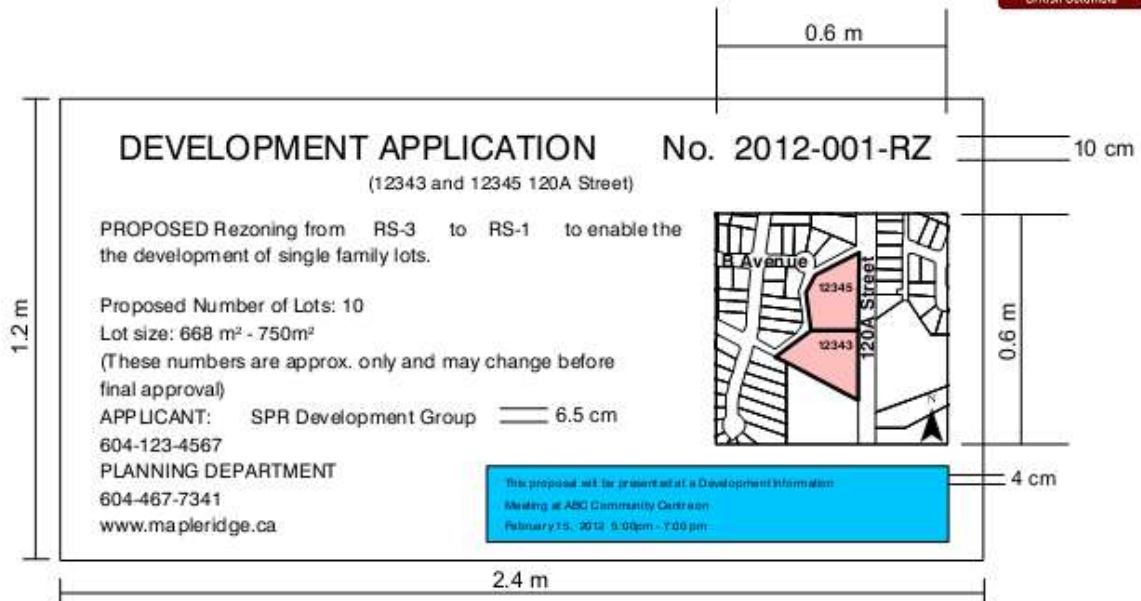 British Columbia
0.6 m
DEVELOPMENT APPLICATION No. 2012-001-RZ
10 cm
(12343 and 12345 120A Street)
PROPOSED Rezoning from RS-3 to RS-1 to enable the
the development of single family lots.
B Avenue
12345
120A Street
12343
N
Proposed Number of Lots: 10
Lot size: 668 m² - 750m²
(These numbers are approx. only and may change before
final approval)
1.2 m
0.6 m
APPLICANT: SPR Development Group 6.5 cm
604-123-4567
PLANNING DEPARTMENT
604-467-7341
www.mapleridge.ca
This proposal will be presented at a Development Information
Meeting at ABC Community Centre on
February 15, 2012 5:00pm - 7:00pm
4 cm
2.4 m